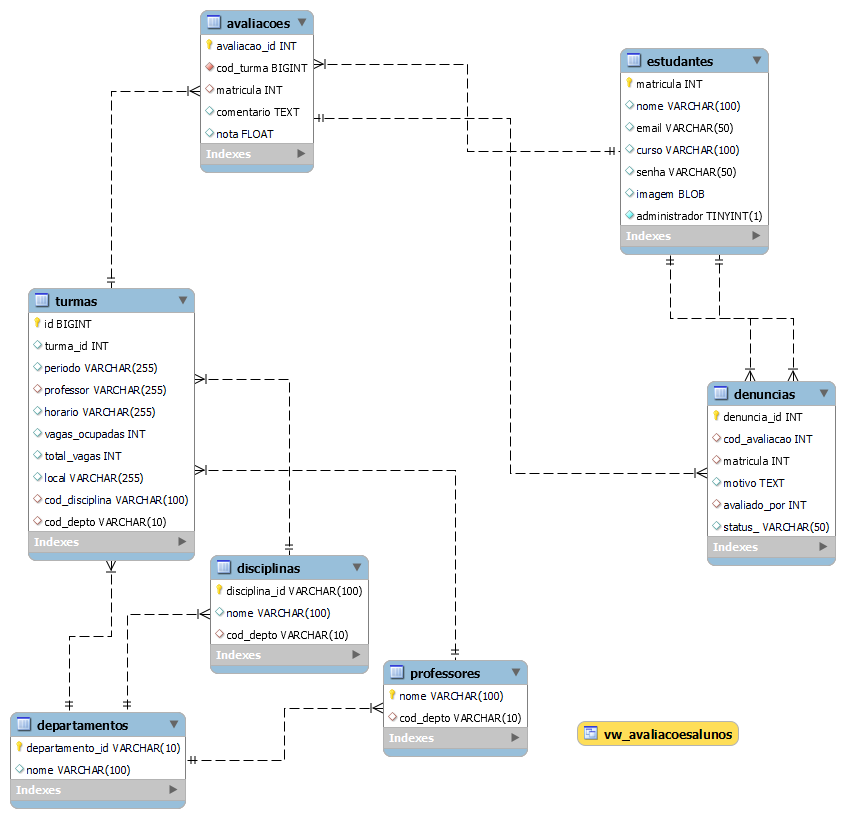 avaliacoes
avaliacao_id INT
cod_turma BIGINT
matricula INT
comentario TEXT
nota FLOAT
Indexes
estudantes
matricula INT
nome VARCHAR(100)
email VARCHAR(50)
curso VARCHAR(100)
senha VARCHAR(50)
imagem BLOB
administrador TINYINT(1)
Indexes
turmas
id BIGINT
turma_id INT
periodo VARCHAR(255)
professor VARCHAR(255)
horario VARCHAR(255)
vagas_ocupadas INT
total_vagas INT
local VARCHAR(255)
cod_disciplina VARCHAR(100)
cod_depto VARCHAR(10)
Indexes
denuncias
denuncia_id INT
cod_avaliacao INT
matricula INT
motivo TEXT
avaliado_por INT
status_ VARCHAR(50)
Indexes
disciplinas
disciplina_id VARCHAR(100)
nome VARCHAR(100)
cod_depto VARCHAR(10)
Indexes
professores
nome VARCHAR(100)
cod_depto VARCHAR(10)
Indexes
departamentos
departamento_id VARCHAR(10)
nome VARCHAR(100)
Indexes
vw_avaliacoesalunos